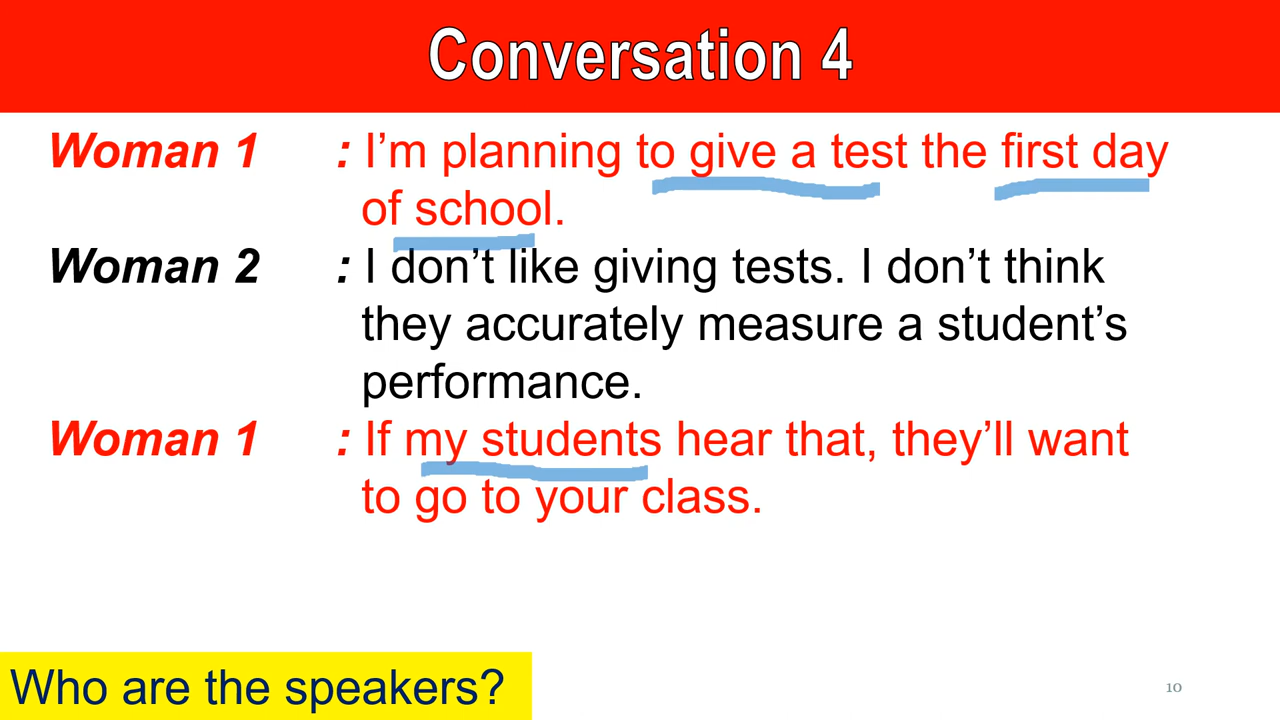 Conversation 4
Woman 1 : I'm planning to give a test the first day
of school.
Woman 2 : I don't like giving tests. I don't think
they accurately measure a student's
performance.
Woman 1 : If my students hear that, they'll want
to go to your class.
Who are the speakers?
10